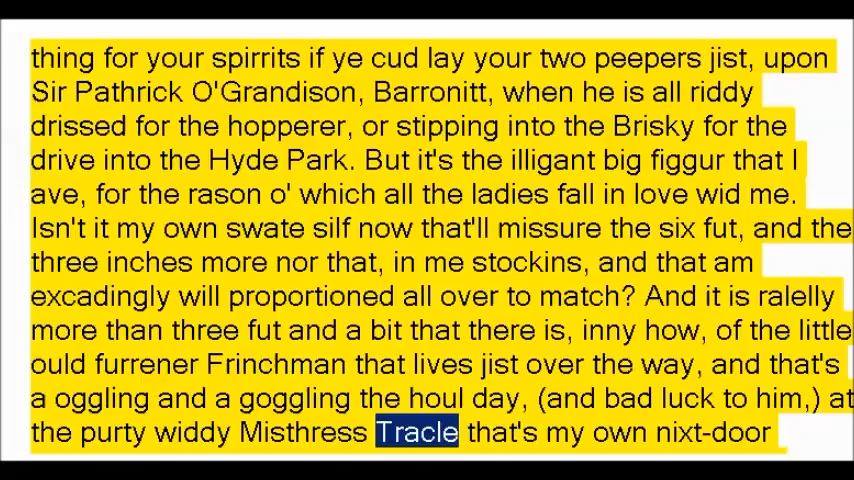 thing for your spirrits if ye cud lay your two peepers jist, upon
Sir Pathrick O'Grandison, Barronitt, when he is all riddy
drissed for the hopperer, or stipping into the Brisky for the
drive into the Hyde Park. But it's the illigant big figgur that I
ave, for the rason o' which all the ladies fall in love wid me.
Isn't it my own swate silf now that'll missure the six fut, and the
three inches more nor that, in me stockins, and that am
excadingly will proportioned all over to match? And it is ralelly
more than three fut and a bit that there is, inny how, of the little
ould furrener Frinchman that lives jist over the way, and that's
a oggling and a goggling the houl day, (and bad luck to him,) at
the purty widdy Misthress Tracle that's my own nixt-door